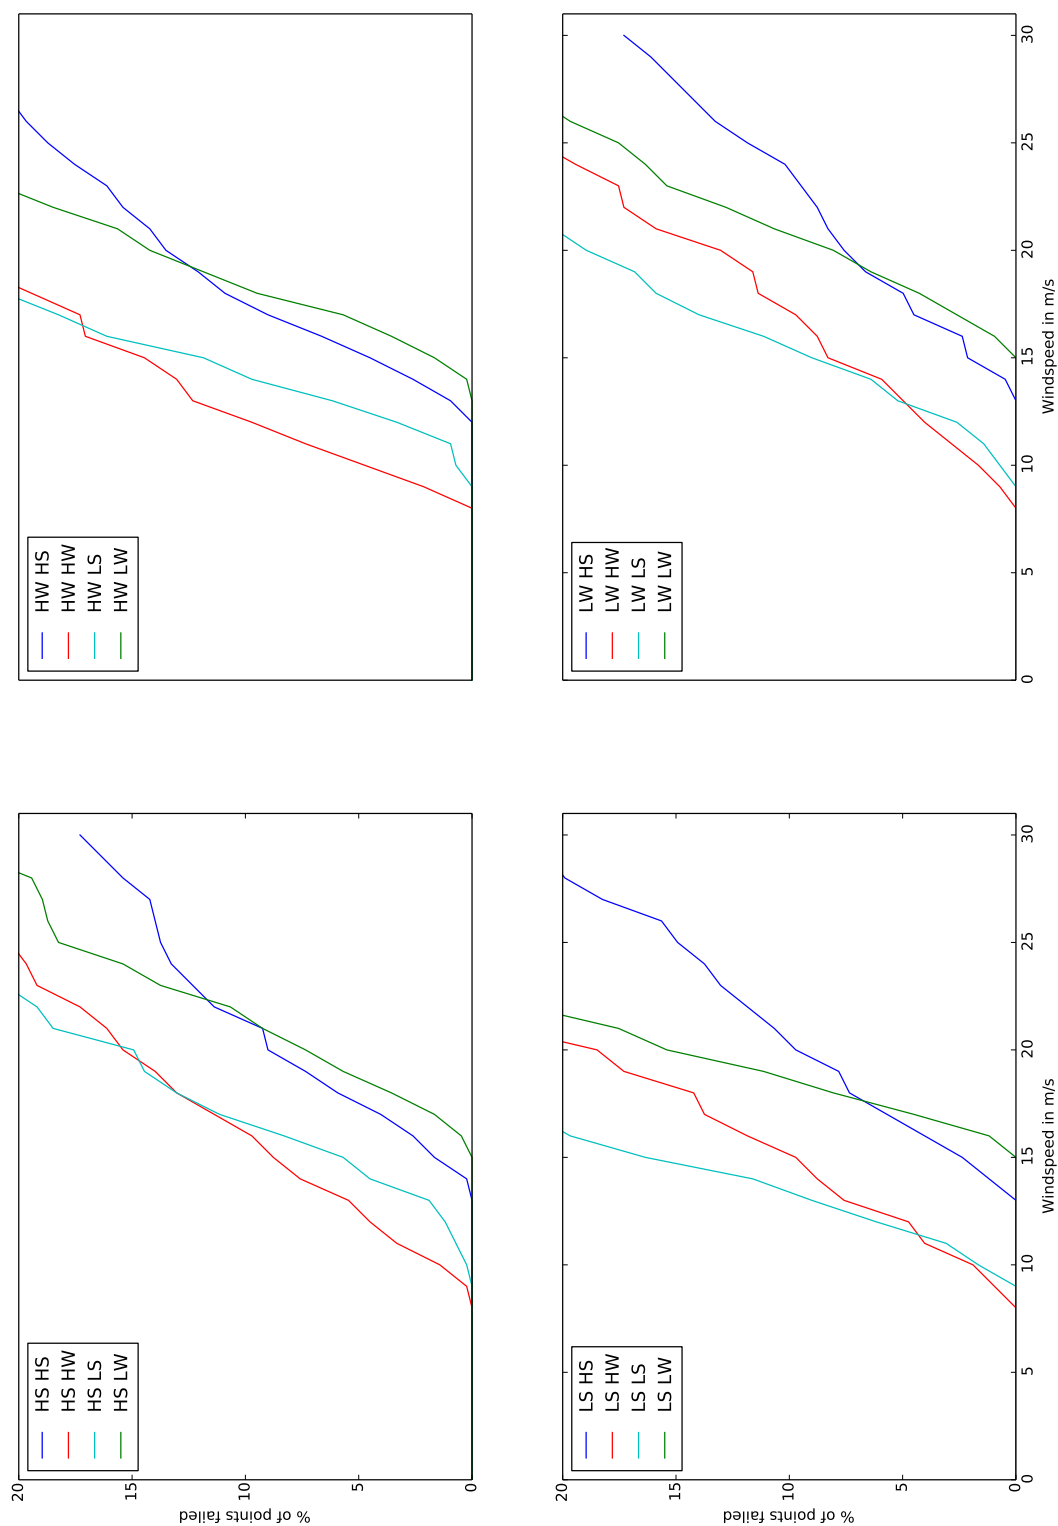 HS HS
HS HW
HS LS
HS LW
20
15
10
5
0
% of points failed
HW HS
HW HW
HW LS
HW LW
LS HS
LS HW
LS LS
LS LW
20
15
10
5
0
% of points failed
0
5
10
15
20
25
30
Windspeed in m/s
LW HS
LW HW
LW LS
LW LW
0
5
10
15
20
25
30
Windspeed in m/s